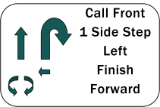 Call Front
1 Side Step
Left
Finish
Forward